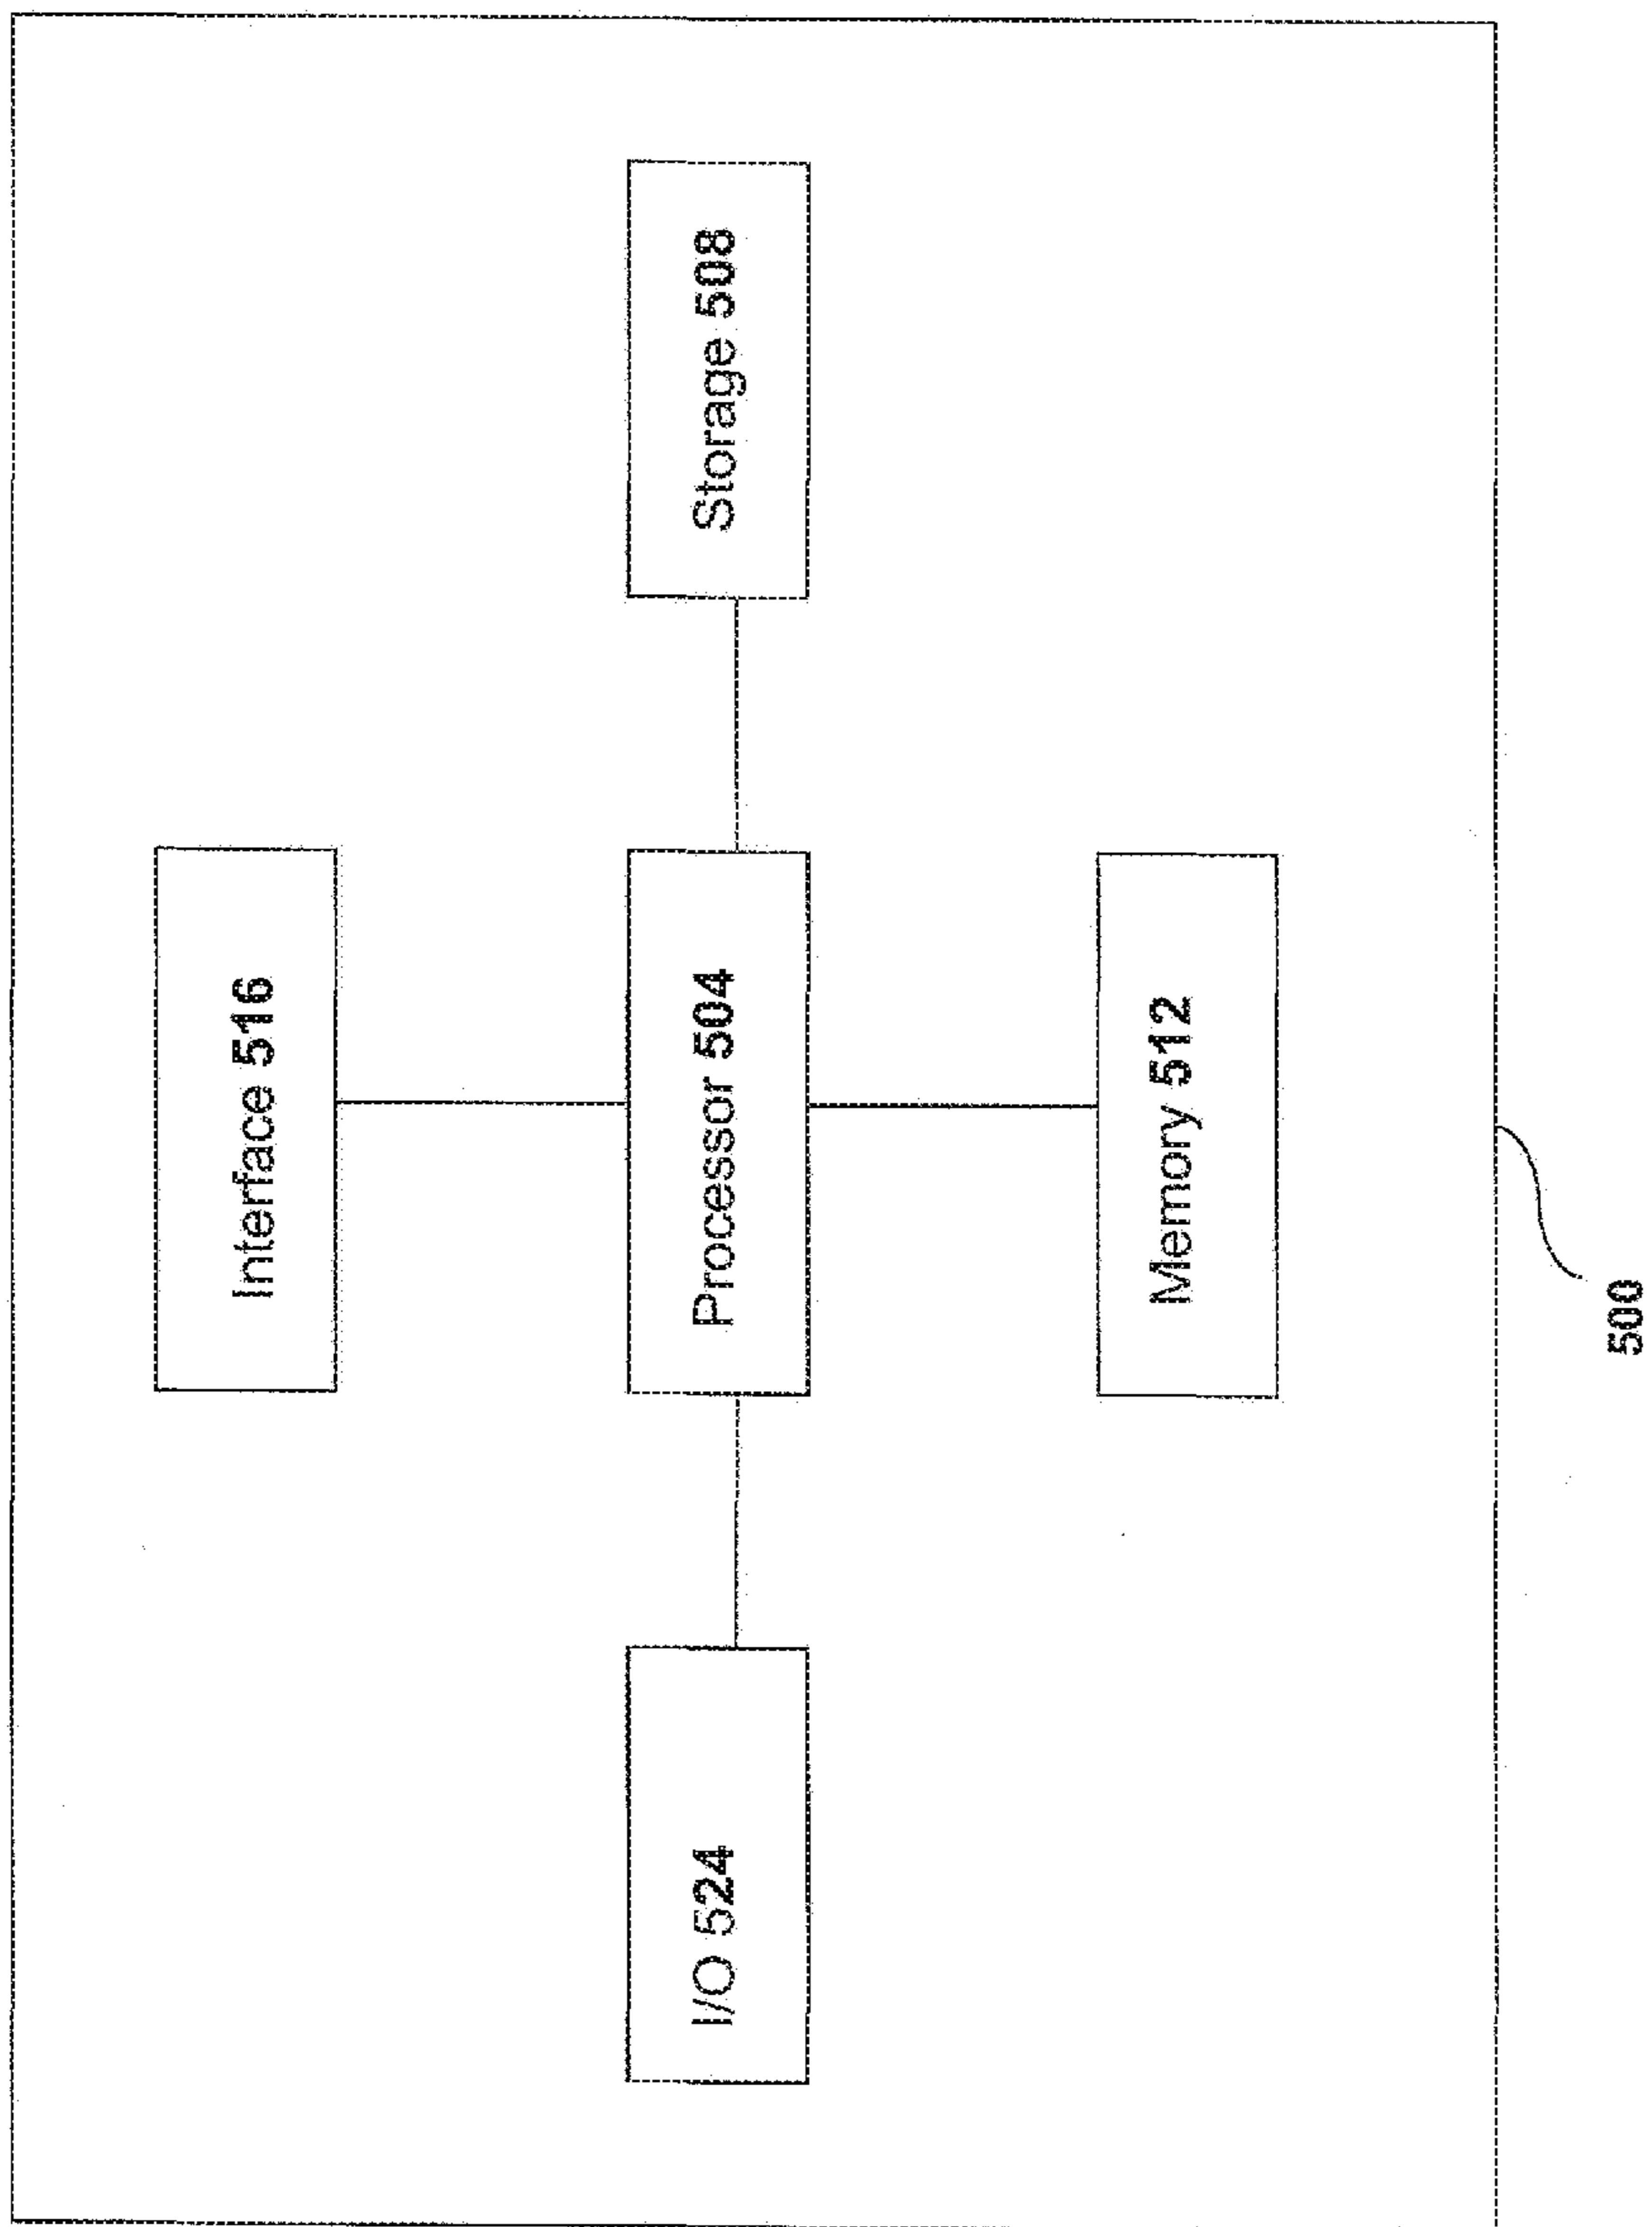 Interface 516
I/O 524
Processor 504
Storage 508
Memory 512
500